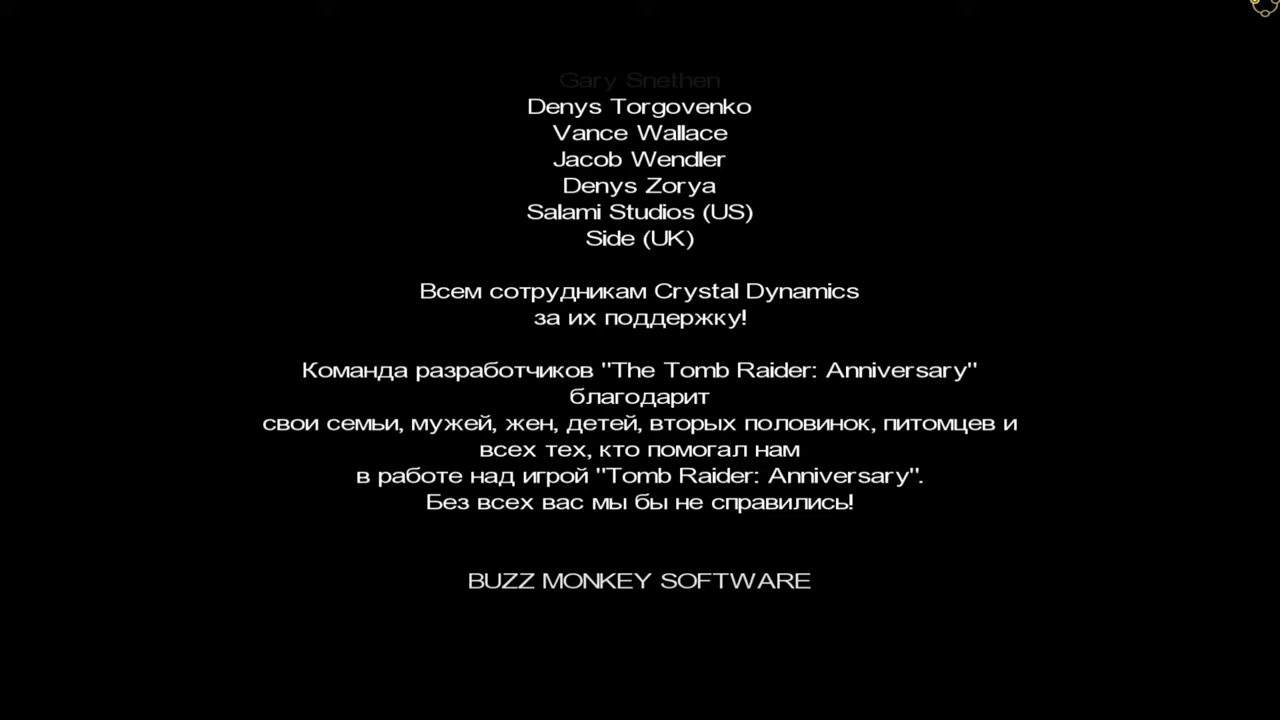 Gary Snethen
Denys Torgovenko
Vance Wallace
Jacob Wendler
Denys Zorya
Salami Studios (US)
Side (UK)
Всем сотрудникам Crystal Dynamics
за их поддержку!
Команда разработчиков "The Tomb Raider: Anniversary"
благодарит
свои семьи, мужей, жен, детей, вторых половинок, питомцев и
всех тех, кто помогал нам
в работе над игрой "Tomb Raider: Anniversary".
Без всех вас мы бы не справились!
BUZZ MONKEY SOFTWARE